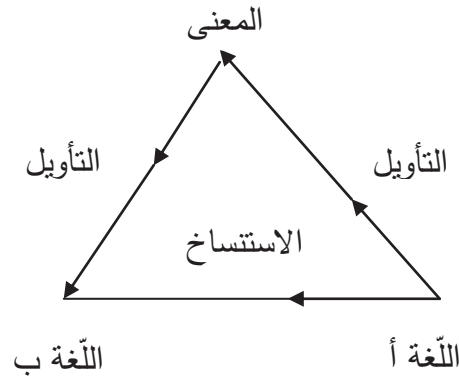 المعنى
التأويل
التأويل
الاستنساخ
اللّغة أ
اللّغة ب